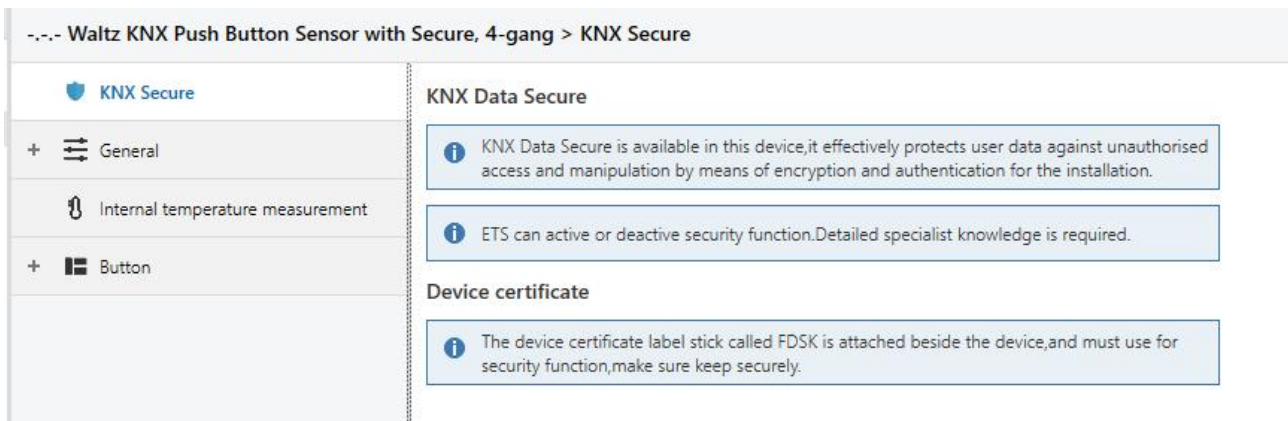 -.-.- Waltz KNX Push Button Sensor with Secure, 4-gang > KNX Secure
KNX Secure
+ General
Internal temperature measurement
+ Button
KNX Data Secure
KNX Data Secure is available in this device,it effectively protects user data against unauthorised
access and manipulation by means of encryption and authentication for the installation.
ETS can active or deactive security function.Detailed specialist knowledge is required.
Device certificate
The device certificate label stick called FDSK is attached beside the device,and must use for
security function,make sure keep securely.